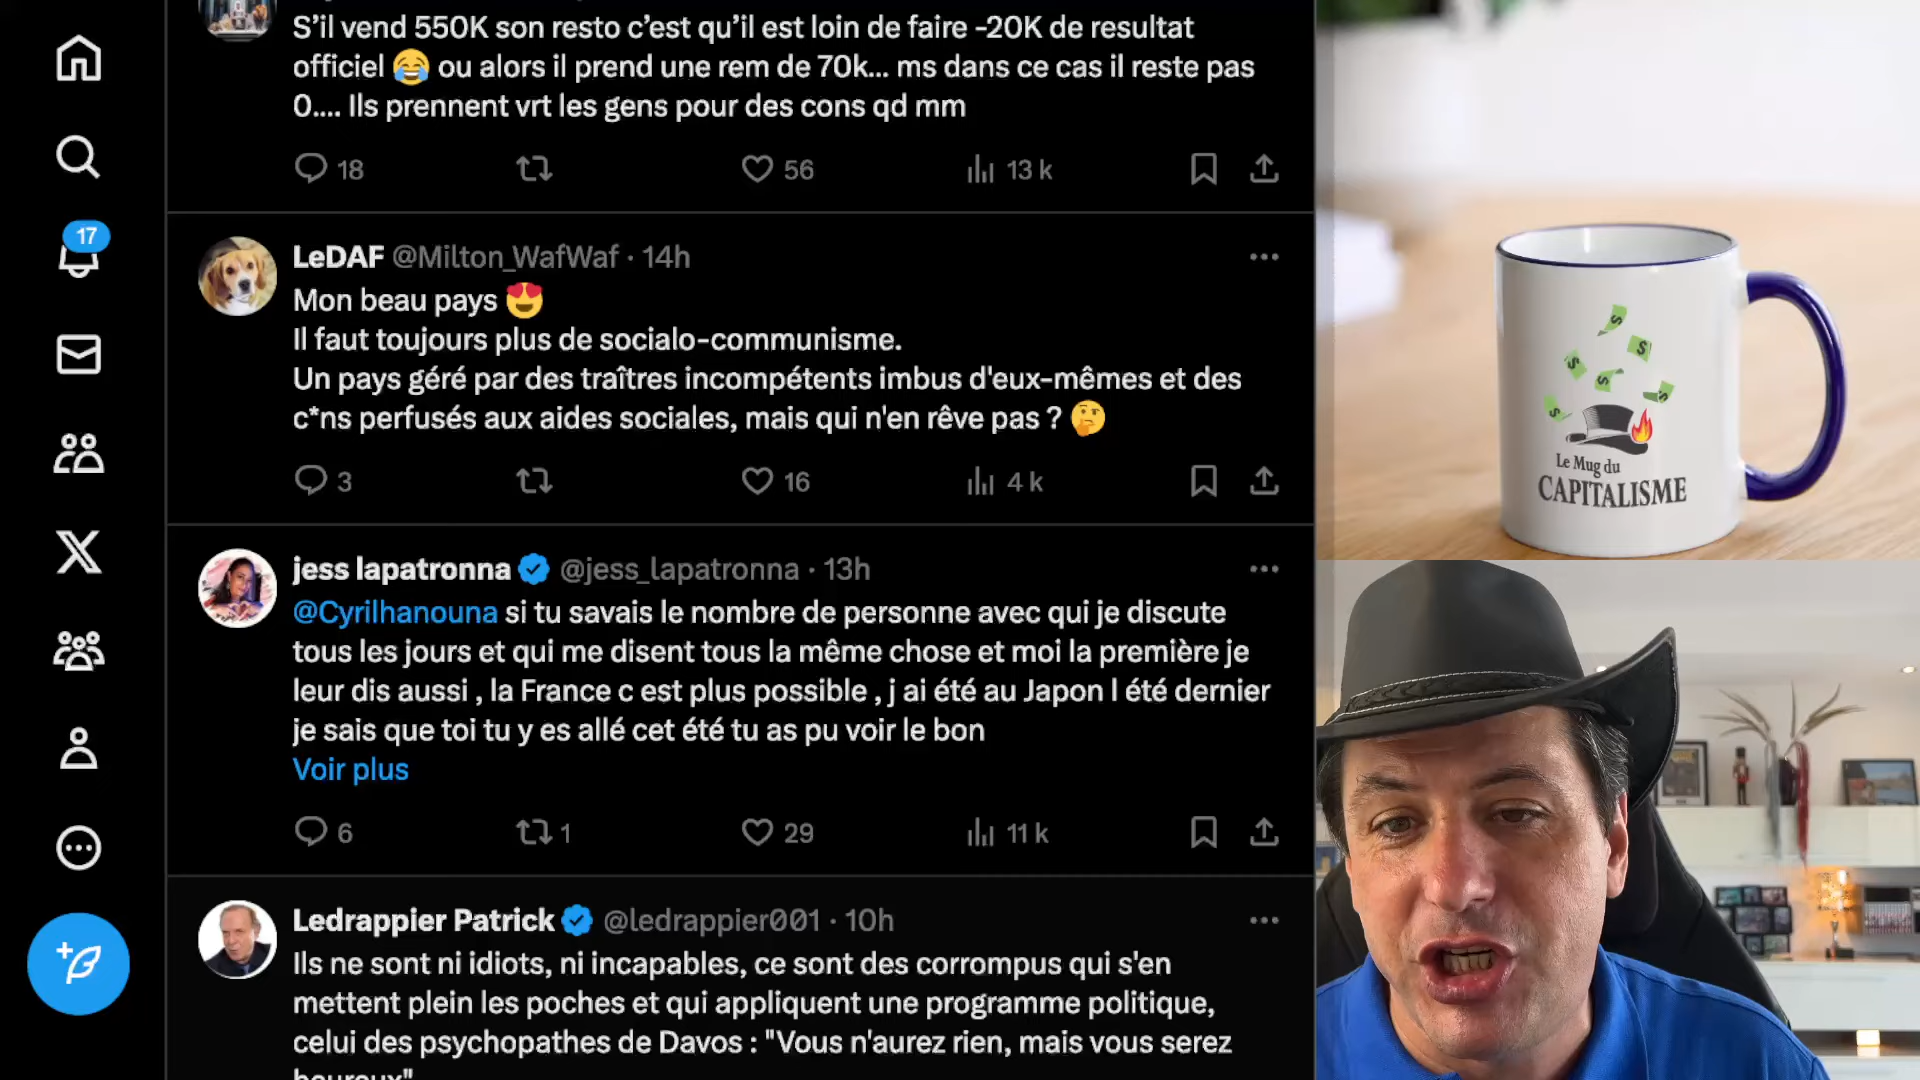 S'il vend 550K son resto c'est qu'il est loin de faire -20K de resultat
officiel 😂 ou alors il prend une rem de 70k... ms dans ce cas il reste pas
0.... Ils prennent vrt les gens pour des cons qd mm
18 56 13 k
17
LeDAF @Milton_WafWaf · 14h
Mon beau pays 😍
Il faut toujours plus de socialo-communisme.
Un pays géré par des traîtres incompétents imbus d'eux-mêmes et des
c*ns perfusés aux aides sociales, mais qui n'en rêve pas ? 🤔
3 16 4 k
jess lapatronna @jess_lapatronna · 13h
@Cyrilhanouna si tu savais le nombre de personne avec qui je discute
tous les jours et qui me disent tous la même chose et moi la première je
leur dis aussi , la France c est plus possible , j ai été au Japon l été dernier
je sais que toi tu y es allé cet été tu as pu voir le bon
Voir plus
6 1 29 11 k
Ledrappier Patrick @ledrappier001 · 10h
Ils ne sont ni idiots, ni incapables, ce sont des corrompus qui s'en
mettent plein les poches et qui appliquent une programme politique,
celui des psychopathes de Davos : "Vous n'aurez rien, mais vous serez
heureux"
Le Mug du
CAPITALISME